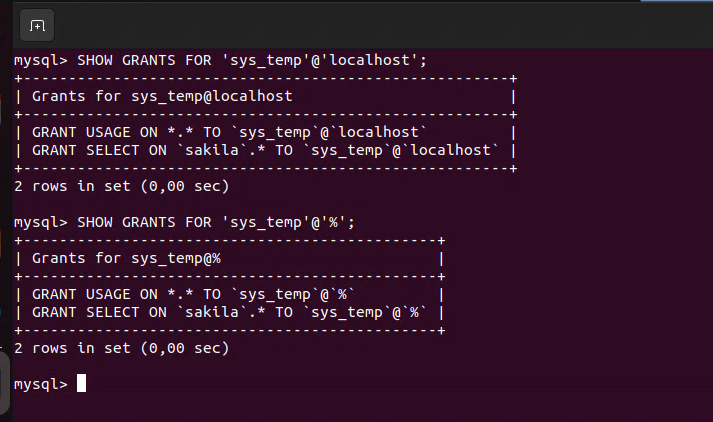 mysql> SHOW GRANTS FOR 'sys_temp'@'localhost';
+------------------------------------------------------+
| Grants for sys_temp@localhost                        |
+------------------------------------------------------+
| GRANT USAGE ON *.* TO `sys_temp`@`localhost`         |
| GRANT SELECT ON `sakila`.* TO `sys_temp`@`localhost` |
+------------------------------------------------------+
2 rows in set (0,00 sec)
mysql> SHOW GRANTS FOR 'sys_temp'@'%';
+----------------------------------------------+
| Grants for sys_temp@%                        |
+----------------------------------------------+
| GRANT USAGE ON *.* TO `sys_temp`@`%`         |
| GRANT SELECT ON `sakila`.* TO `sys_temp`@`%` |
+----------------------------------------------+
2 rows in set (0,00 sec)
mysql>